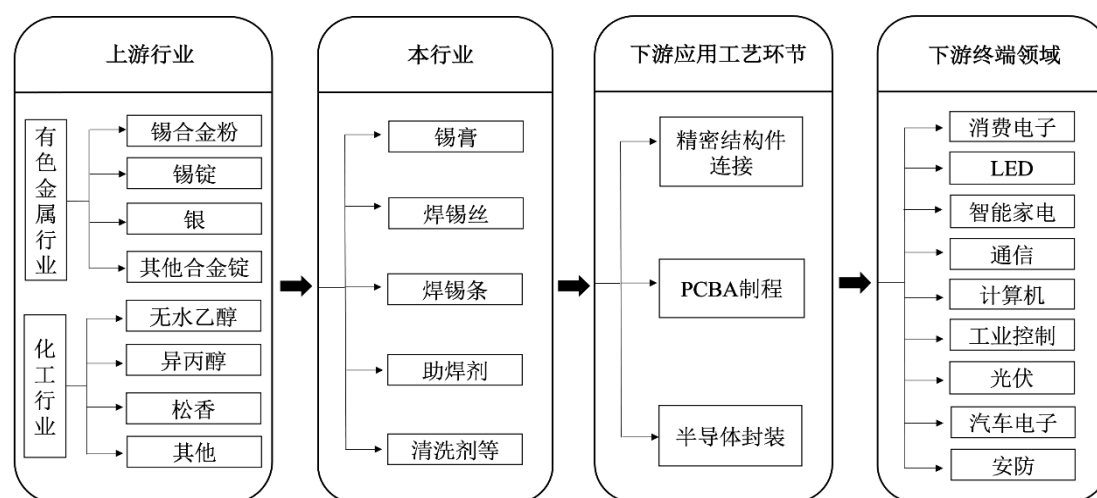 上游行业
有色金属行业
锡合金粉
锡锭
银
其他合金锭
化工行业
无水乙醇
异丙醇
松香
其他
本行业
锡膏
焊锡丝
焊锡条
助焊剂
清洗剂等
下游应用工艺环节
精密结构件
连接
PCBA制程
半导体封装
下游终端领域
消费电子
LED
智能家电
通信
计算机
工业控制
光伏
汽车电子
安防